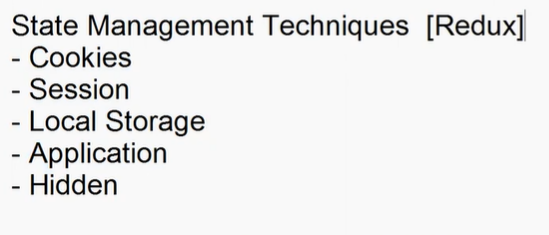 State Management Techniques  [Redux]
- Cookies
- Session
- Local Storage
- Application
- Hidden